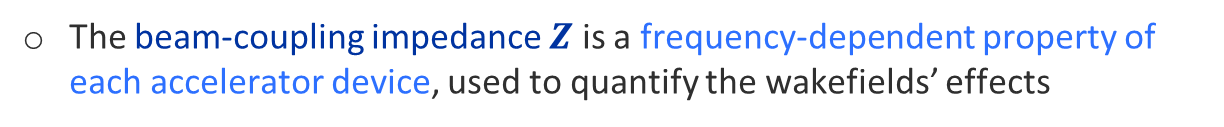 ○ The beam-coupling impedance Z is a frequency-dependent property of
each accelerator device, used to quantify the wakefields’ effects